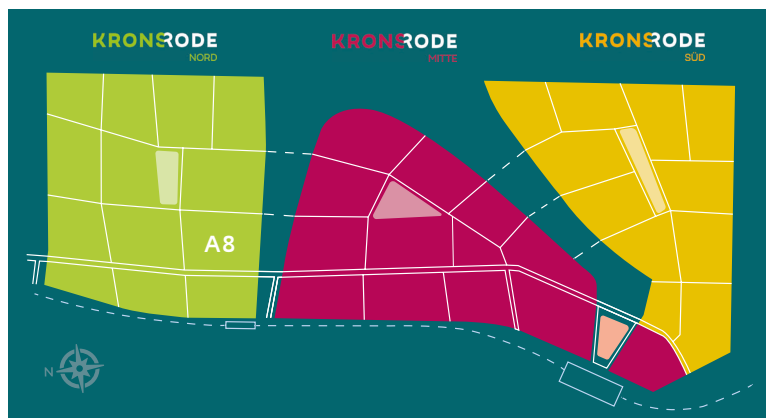 KRONSRODE
NORD
KRONSRODE
MITTE
KRONSRODE
SÜD
A8
N